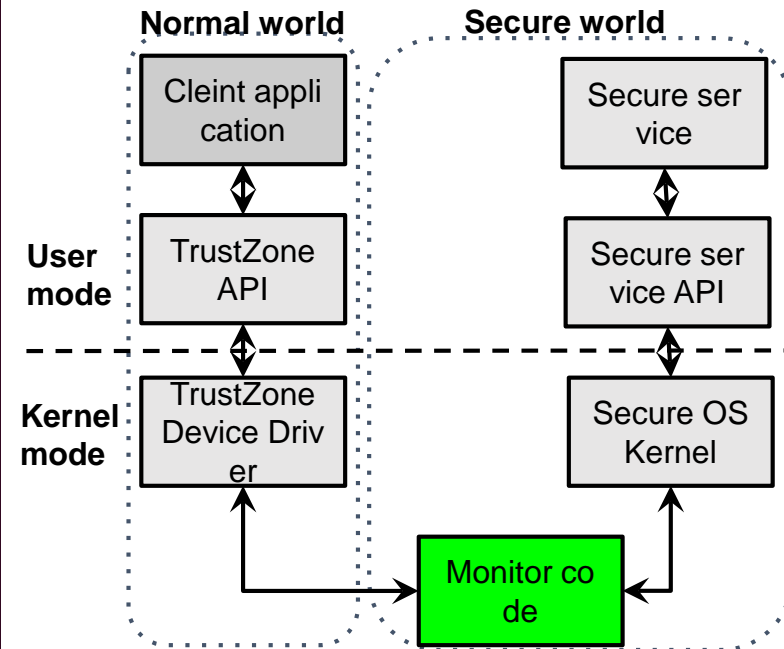 Normal world
Secure world
Cleint appli
cation
Secure ser
vice
User
mode
TrustZone
API
Secure ser
vice API
Kernel
mode
TrustZone
Device Driv
er
Secure OS
Kernel
Monitor co
de